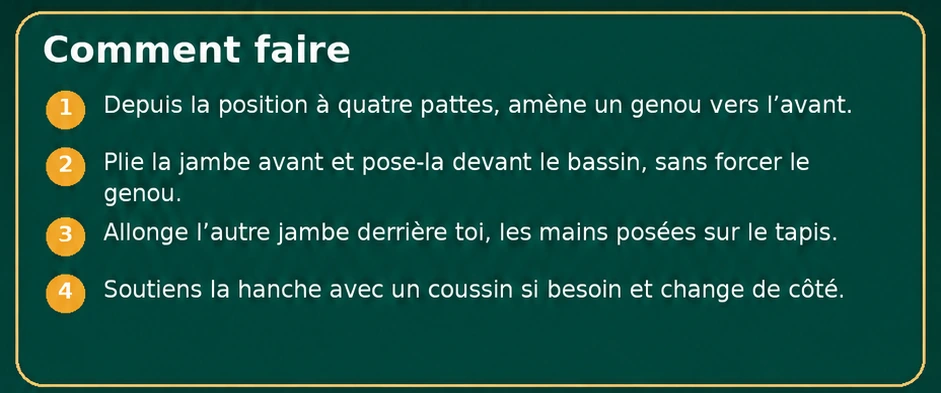 Comment faire
1 Depuis la position à quatre pattes, amène un genou vers l’avant.
2 Plie la jambe avant et pose-la devant le bassin, sans forcer le
genou.
3 Allonge l’autre jambe derrière toi, les mains posées sur le tapis.
4 Soutiens la hanche avec un coussin si besoin et change de côté.